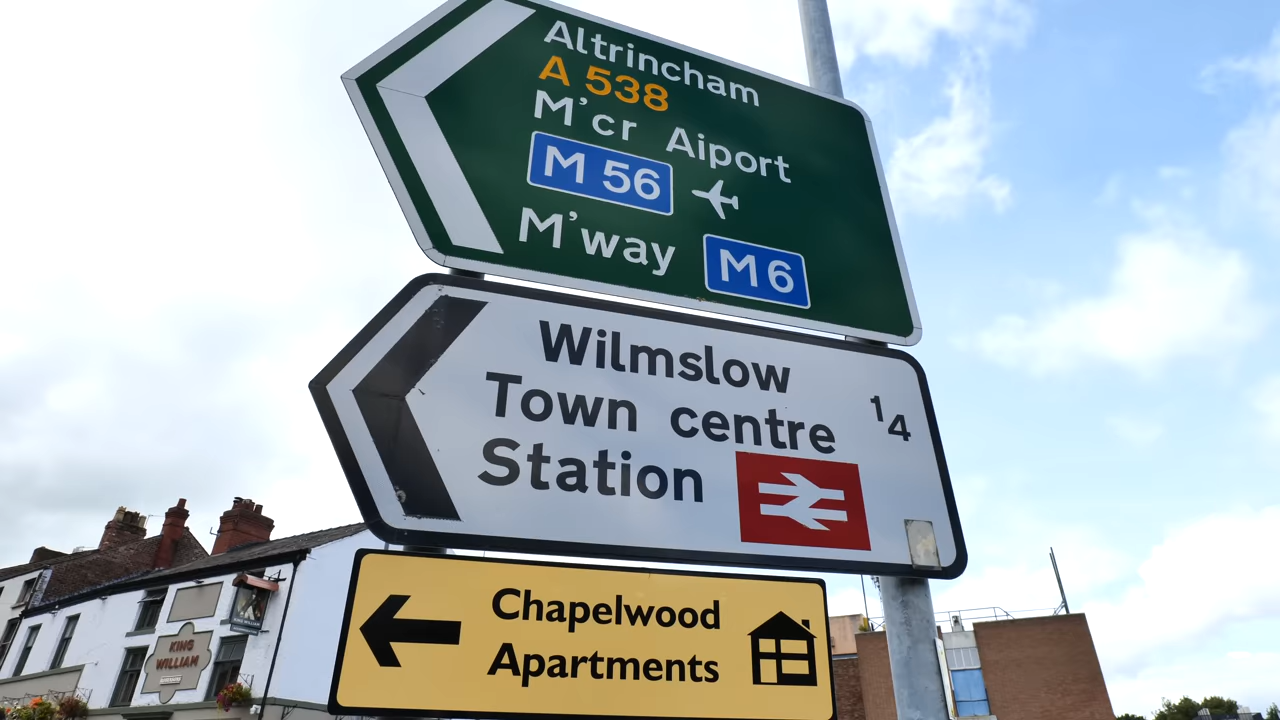 Altrincham
A 538
M'cr Aiport
M 56
M'way M6
Wilmslow
Town centre 1/4
Station
Chapelwood
Apartments
KING
WILLIAM